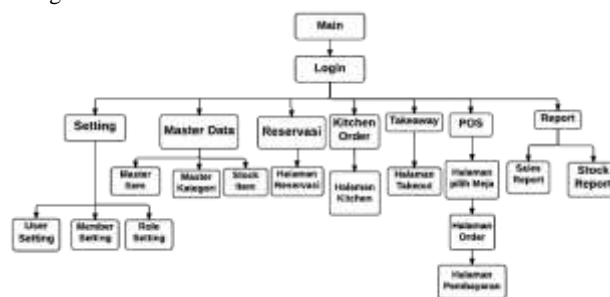 Main
Login
Setting
Master Data
Reservasi
Kitchen
Order
Takeaway
POS
Report
Master
Item
Master
Kategori
Stock
Item
Halaman
Reservasi
Halaman
Kitchen
Halaman
Takeout
Halaman
pilih Meja
Sales
Report
Stock
Report
User
Setting
Member
Setting
Role
Setting
Halaman
Order
Halaman
Pembayaran